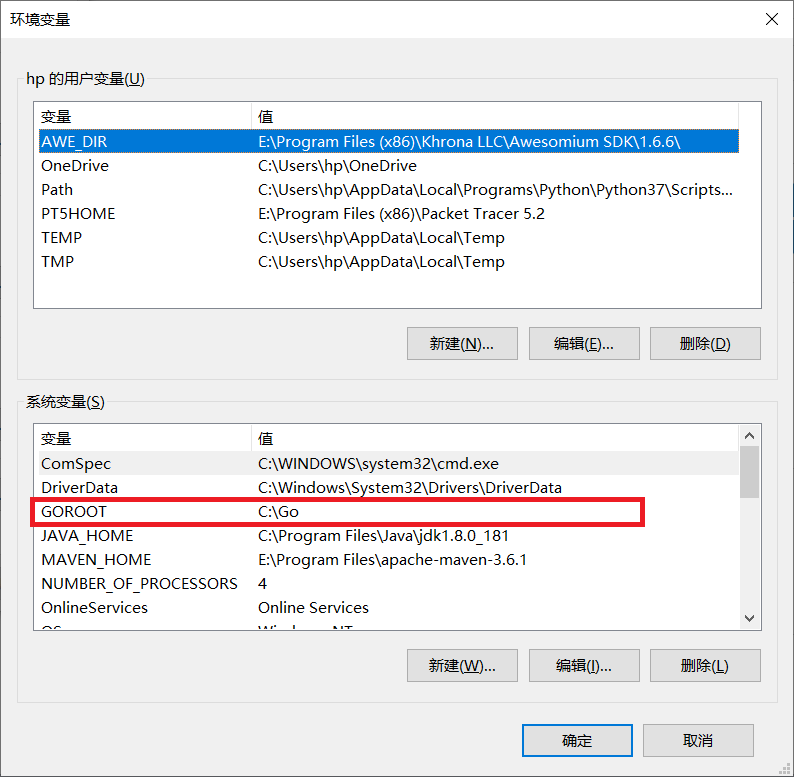 环境变量
hp 的用户变量(U)
变量 值
AWE_DIR E:\Program Files (x86)\Khrona LLC\Awesomium SDK\1.6.6\
OneDrive C:\Users\hp\OneDrive
Path C:\Users\hp\AppData\Local\Programs\Python\Python37\Scripts...
PT5HOME E:\Program Files (x86)\Packet Tracer 5.2
TEMP C:\Users\hp\AppData\Local\Temp
TMP C:\Users\hp\AppData\Local\Temp
新建(N)... 编辑(E)... 删除(D)
系统变量(S)
变量 值
ComSpec C:\WINDOWS\system32\cmd.exe
DriverData C:\Windows\System32\Drivers\DriverData
GOROOT C:\Go
JAVA_HOME C:\Program Files\Java\jdk1.8.0_181
MAVEN_HOME E:\Program Files\apache-maven-3.6.1
NUMBER_OF_PROCESSORS 4
OnlineServices Online Services
OS Windows_NT
新建(W)... 编辑(I)... 删除(L)
确定 取消